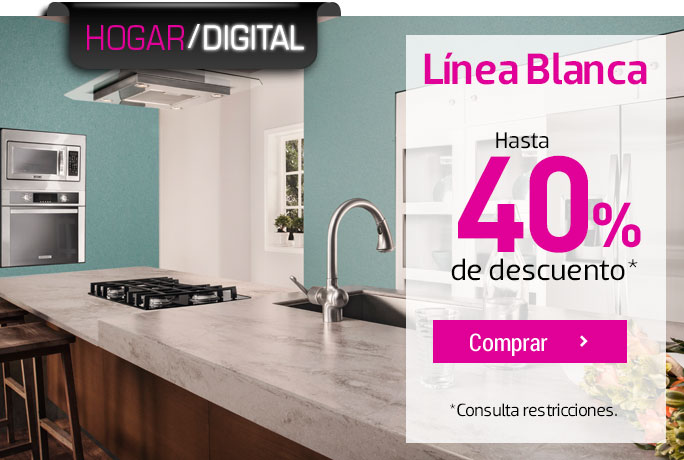 HOGAR/DIGITAL
Línea Blanca
Hasta
40%
de descuento*
Comprar >
*Consulta restricciones.